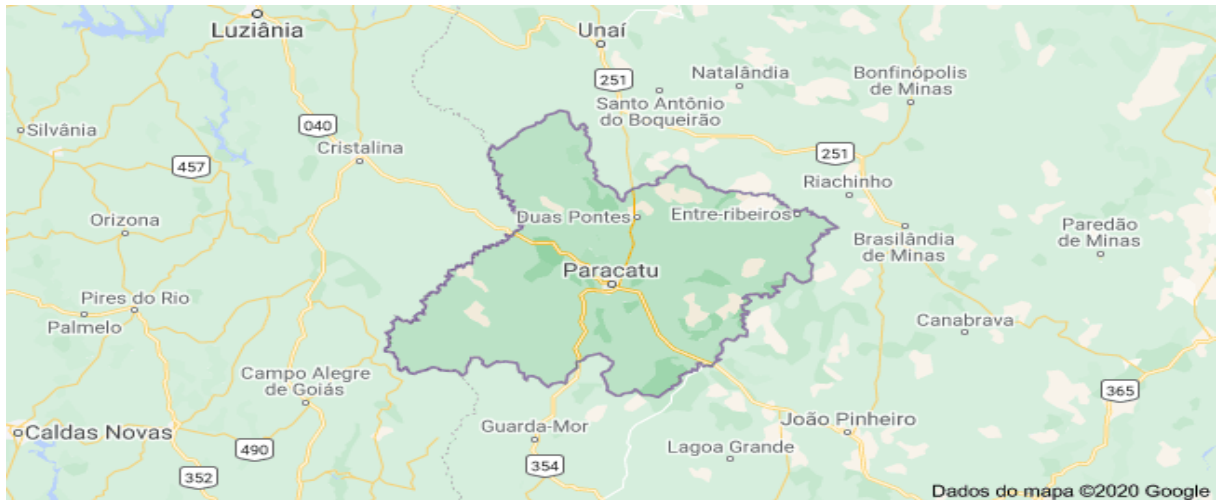 Luziânia
Unaí
251
Natalândia
Bonfinópolis
de Minas
Santo Antônio
do Boqueirão
Silvânia
040
Cristalina
457
251
Riachinho
Orizona
Duas Pontes
Entre-ribeiros
Brasilândia
de Minas
Paredão
de Minas
Paracatu
Pires do Rio
Palmelo
Canabrava
Campo Alegre
de Goiás
365
Caldas Novas
490
352
Guarda-Mor
354
João Pinheiro
Lagoa Grande
Dados do mapa ©2020 Google